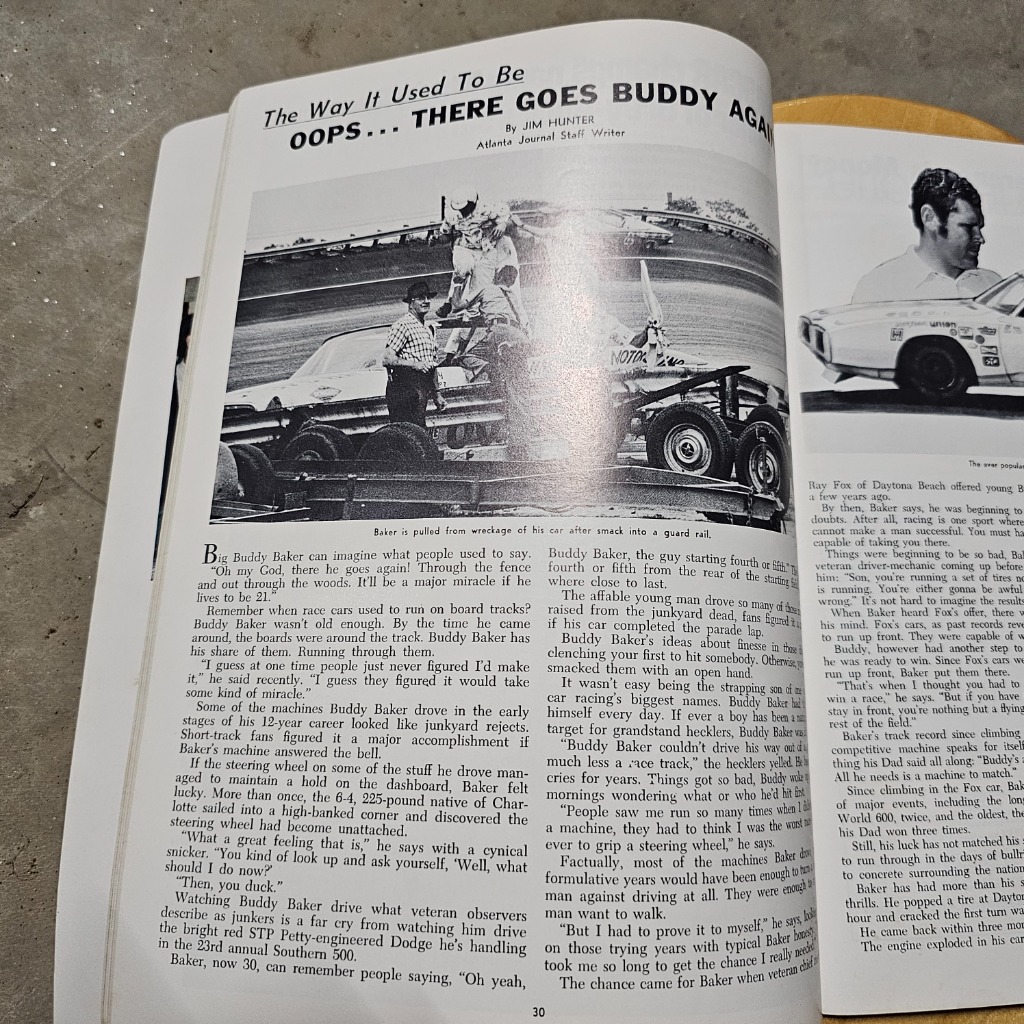 The Way It Used To Be
OOPS... THERE GOES BUDDY AGAI
By JIM HUNTER
Atlanta Journal Staff Writer
NOTOR
Baker is pulled from wreckage of his car after smack into a guard rail.
Big Buddy Baker can imagine what people used to say.
"Oh my God, there he goes again! Through the fence
and out through the woods. It'll be a major miracle if he
lives to be 21."
Remember when race cars used to run on board tracks?
Buddy Baker wasn't old enough. By the time he came
around, the boards were around the track. Buddy Baker has
his share of them. Running through them.
"I guess at one time people just never figured I'd make
it," he said recently. "I guess they figured it would take
some kind of miracle."
Some of the machines Buddy Baker drove in the early
stages of his 12-year career looked like junkyard rejects.
Short-track fans figured it a major accomplishment if
Baker's machine answered the bell.
If the steering wheel on some of the stuff he drove man-
aged to maintain a hold on the dashboard, Baker felt
lucky. More than once, the 6-4, 225-pound native of Char-
lotte sailed into a high-banked corner and discovered the
steering wheel had become unattached.
"What a great feeling that is," he says with a cynical
snicker. "You kind of look up and ask yourself, 'Well, what
should I do now?'
"Then, you duck."
Watching Buddy Baker drive what veteran observers
describe as junkers is a far cry from watching him drive
the bright red STP Petty-engineered Dodge he's handling
in the 23rd annual Southern 500.
Baker, now 30, can remember people saying, "Oh yeah,
Buddy Baker, the guy starting fourth or fifth."
fourth or fifth from the rear of the starting
where close to last.
The affable young man drove so many of those
raised from the junkyard dead, fans figured it
if his car completed the parade lap.
Buddy Baker's ideas about finesse in those
clenching your first to hit somebody. Otherwise,
smacked them with an open hand.
It wasn't easy being the strapping son of one
car racing's biggest names. Buddy Baker had
himself every day. If ever a boy has been a
target for grandstand hecklers, Buddy Baker was
"Buddy Baker couldn't drive his way out of
much less a race track," the hecklers yelled. He
cries for years. Things got so bad, Buddy woke
mornings wondering what or who he'd hit first.
"People saw me run so many times when I
a machine, they had to think I was the worst
ever to grip a steering wheel," he says.
Factually, most of the machines Baker drove
formulative years would have been enough to turn
man against driving at all. They were enough to
man want to walk.
"But I had to prove it to myself," he says,
on those trying years with typical Baker honesty.
took me so long to get the chance I really needed.
The chance came for Baker when veteran chief
30
union
The ever popula
Ray Fox of Daytona Beach offered young B
a few years ago.
By then, Baker says, he was beginning to
doubts. After all, racing is one sport where
cannot make a man successful. You must ha
capable of taking you there.
Things were beginning to be so bad, Ba
veteran driver-mechanic coming up before
him: "Son, you're running a set of tires no
is running. You're either gonna be awful
wrong." It's not hard to imagine the results
When Baker heard Fox's offer, there w
his mind. Fox's cars, as past records reve
to run up front. They were capable of w
Buddy, however had another step to
he was ready to win. Since Fox's cars we
run up front, Baker put them there.
"That's when I thought you had to
win a race," he says. "But if you have
stay in front, you're nothing but a flying
rest of the field."
Baker's track record since climbing
competitive machine speaks for itself
thing his Dad said all along: "Buddy's a
All he needs is a machine to match."
Since climbing in the Fox car, Bak
of major events, including the long
World 600, twice, and the oldest, the
his Dad won three times.
Still, his luck has not matched his s
to run through in the days of bullri
to concrete surrounding the nation
Baker has had more than his s
thrills. He popped a tire at Dayton
hour and cracked the first turn wa
He came back within three mon
The engine exploded in his car